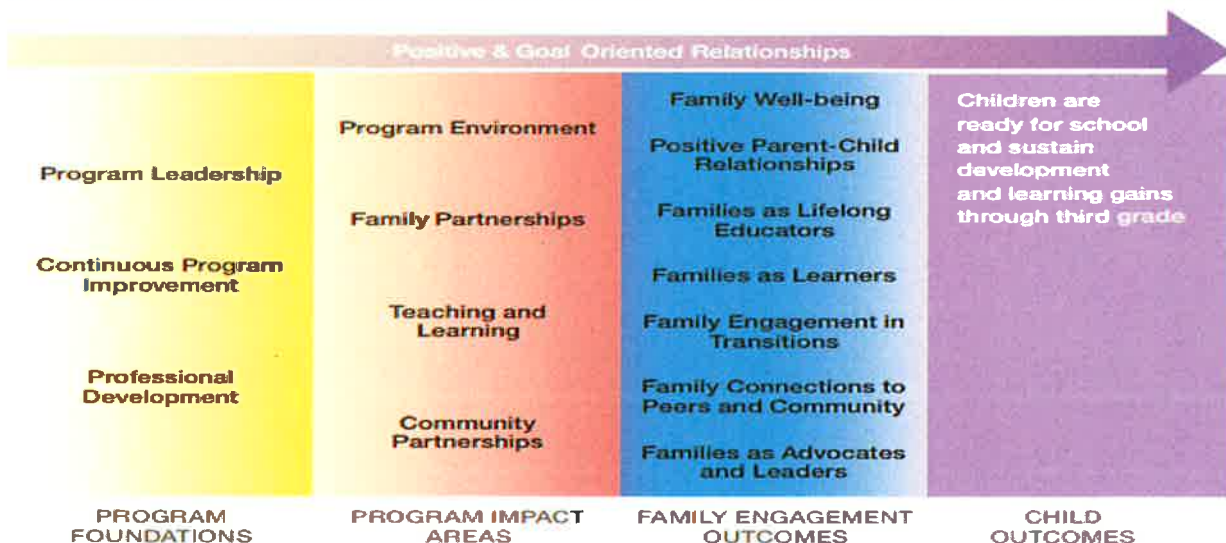 Positive & Goal Oriented Relationships
Program Leadership
Continuous Program
Improvement
Professional
Development
PROGRAM
FOUNDATIONS
Program Environment
Family Partnerships
Teaching and
Learning
Community
Partnerships
PROGRAM IMPACT
AREAS
Family Well-being
Positive Parent-Child
Relationships
Families as Lifelong
Educators
Families as Learners
Family Engagement in
Transitions
Family Connections to
Peers and Community
Families as Advocates
and Leaders
FAMILY ENGAGEMENT
OUTCOMES
Children are
ready for school
and sustain
development
and learning gains
through third grade
CHILD
OUTCOMES